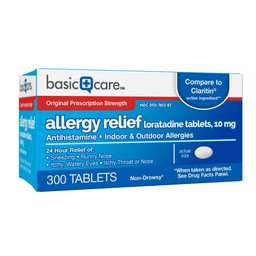 basic care™
Compare to
Claritin®
active ingredient**
Original Prescription Strength
allergy relief loratadine tablets, 10 mg
Antihistamine • Indoor & Outdoor Allergies
24 Hour Relief of
• Sneezing • Runny Nose
• Itchy, Watery Eyes • Itchy Throat or Nose
actual
size
300 TABLETS
Non-Drowsy*
*When taken as directed.
See Drug Facts Panel.